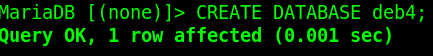 MariaDB [(none)]> CREATE DATABASE deb4;
Query OK, 1 row affected (0.001 sec)